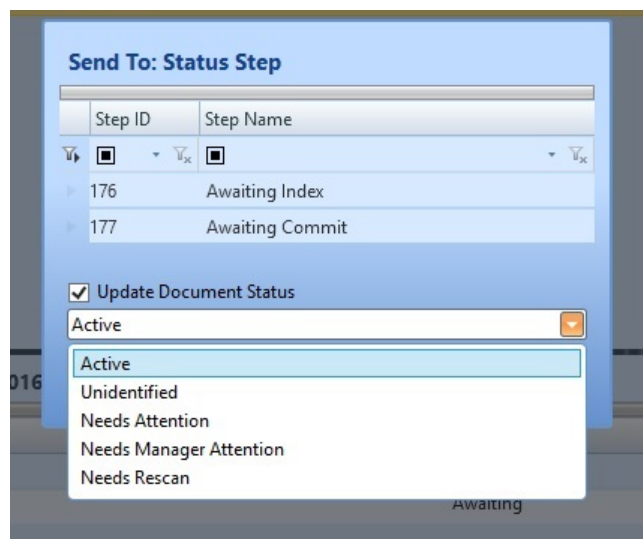 Send To: Status Step
Step ID Step Name
176 Awaiting Index
177 Awaiting Commit
Update Document Status
Active
Active
016
Unidentified
Needs Attention
Needs Manager Attention
Needs Rescan
Awaiting